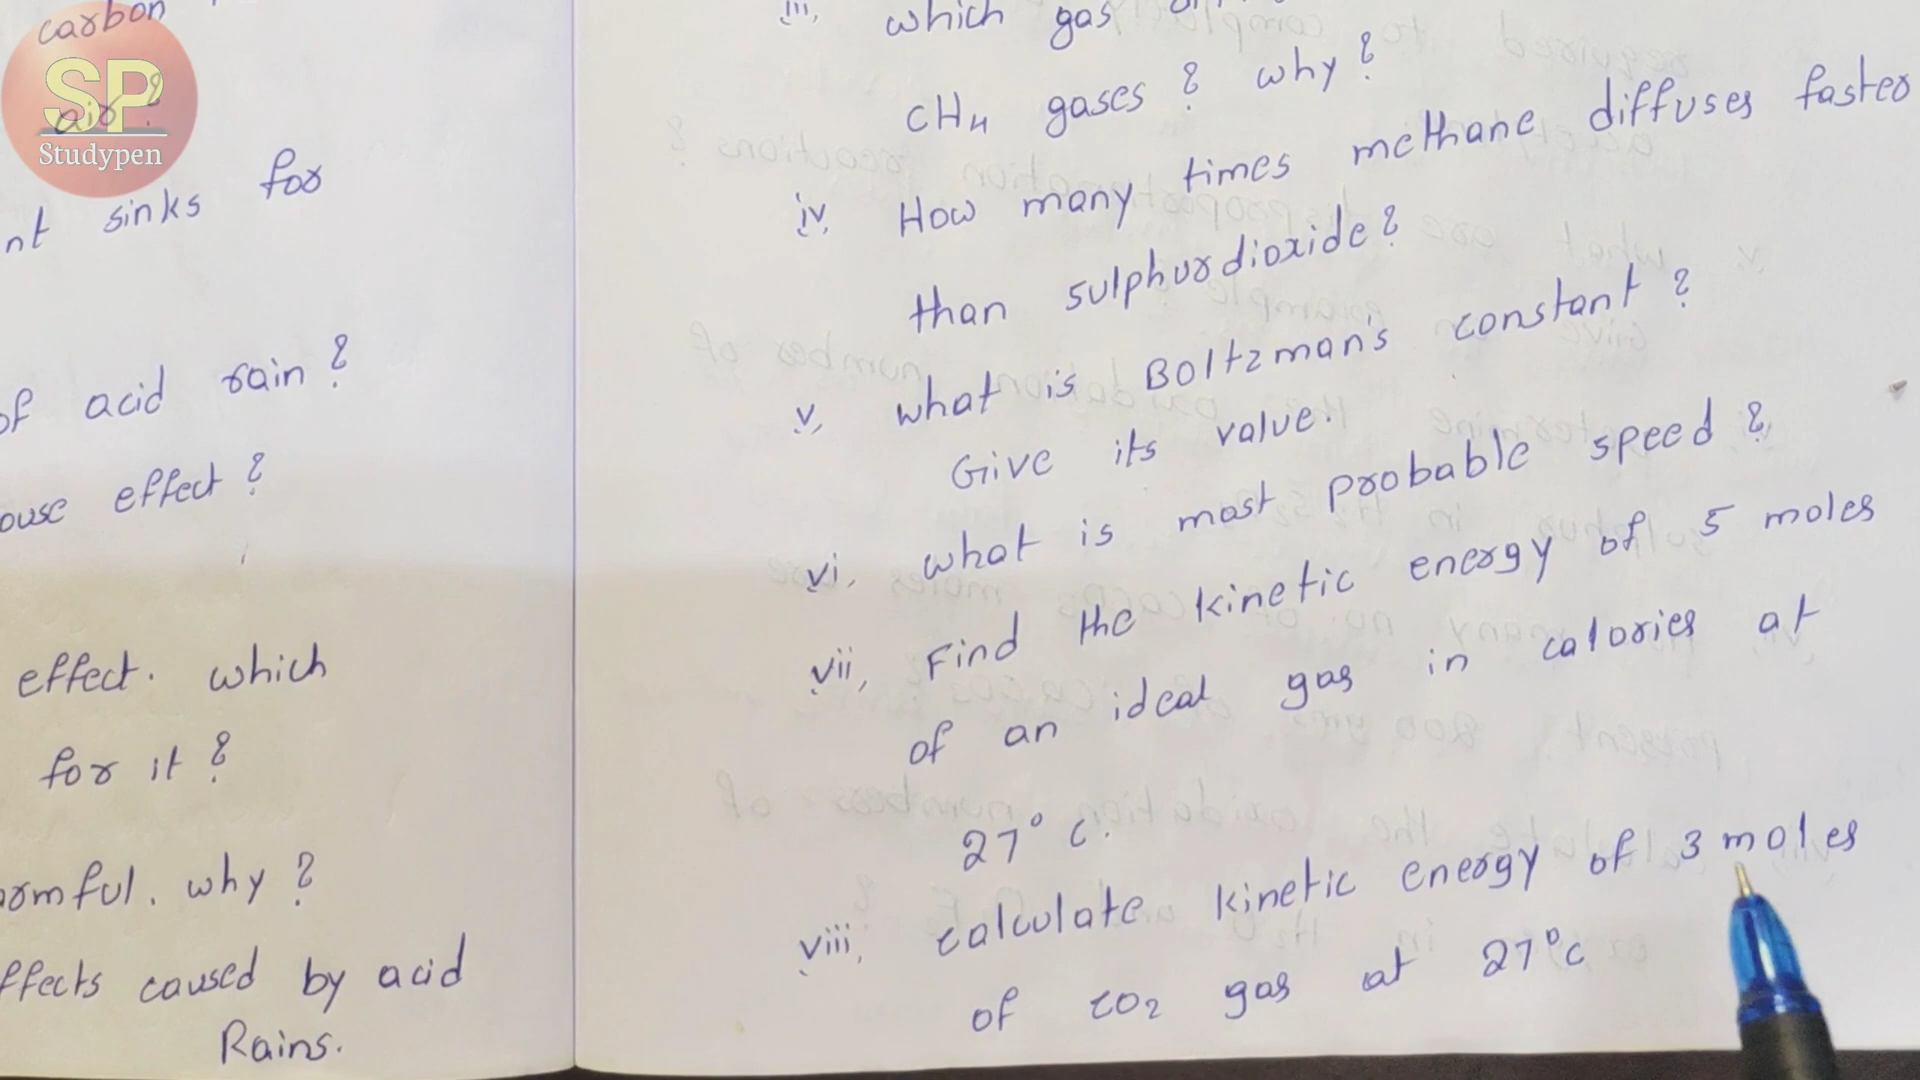 carbon
air?
SP
Studypen
nt sinks for
of acid rain?
ouse effect?
effect. which
for it?
armful. why?
ffects caused by acid
Rains.
iii, which gas
CH4 gases? why?
iv, How many times methane diffuses faster
than sulphurdioxide?
v, what is Boltzman's constant?
Give its value.
vi, what is most probable speed?
vii, Find the kinetic energy of 5 moles
of an ideal gas in calories at
27° c.
viii, calculate kinetic energy of 3 moles
of CO2 gas at 27°c